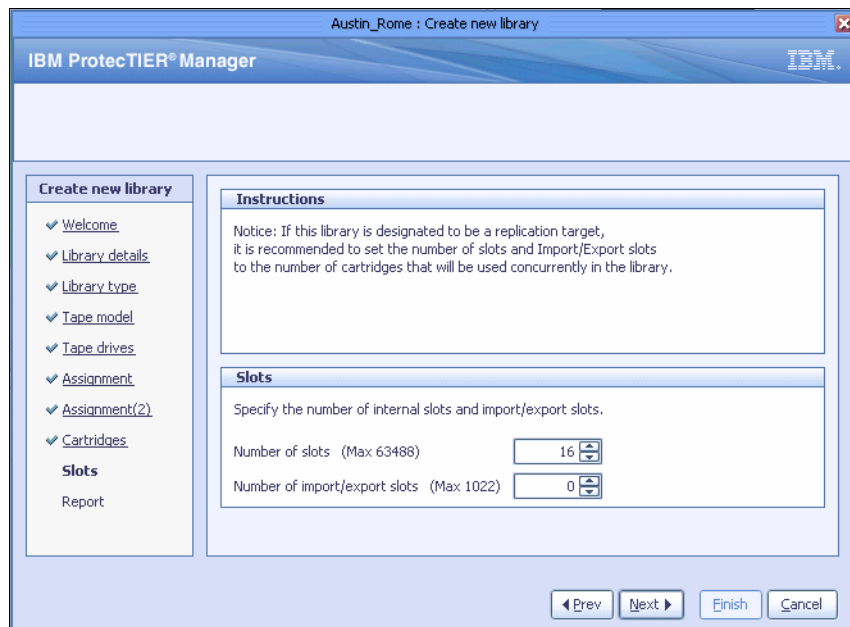 Austin_Rome : Create new library
IBM ProtecTIER® Manager
IBM.
Create new library
Welcome
Library details
Library type
Tape model
Tape drives
Assignment
Assignment(2)
Cartridges
Slots
Report
Instructions
Notice: If this library is designated to be a replication target,
it is recommended to set the number of slots and Import/Export slots
to the number of cartridges that will be used concurrently in the library.
Slots
Specify the number of internal slots and import/export slots.
Number of slots (Max 63488) 16
Number of import/export slots (Max 1022) 0
Prev Next Finish Cancel